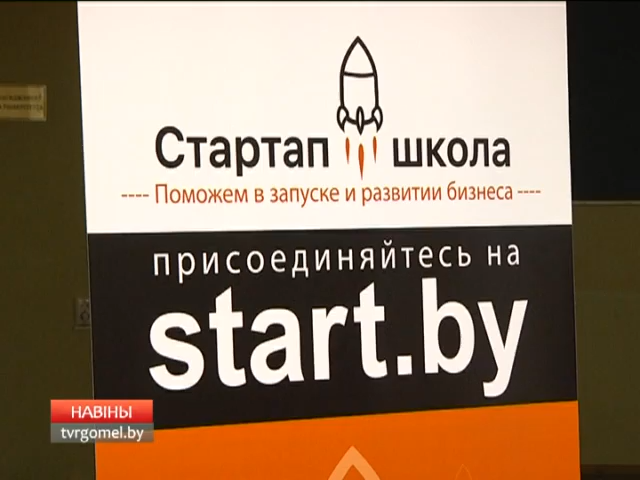 Стартап школа
---- Поможем в запуске и развитии бизнеса ----
присоединяйтесь на
start.by
НАВІНЫ
tvrgomel.by